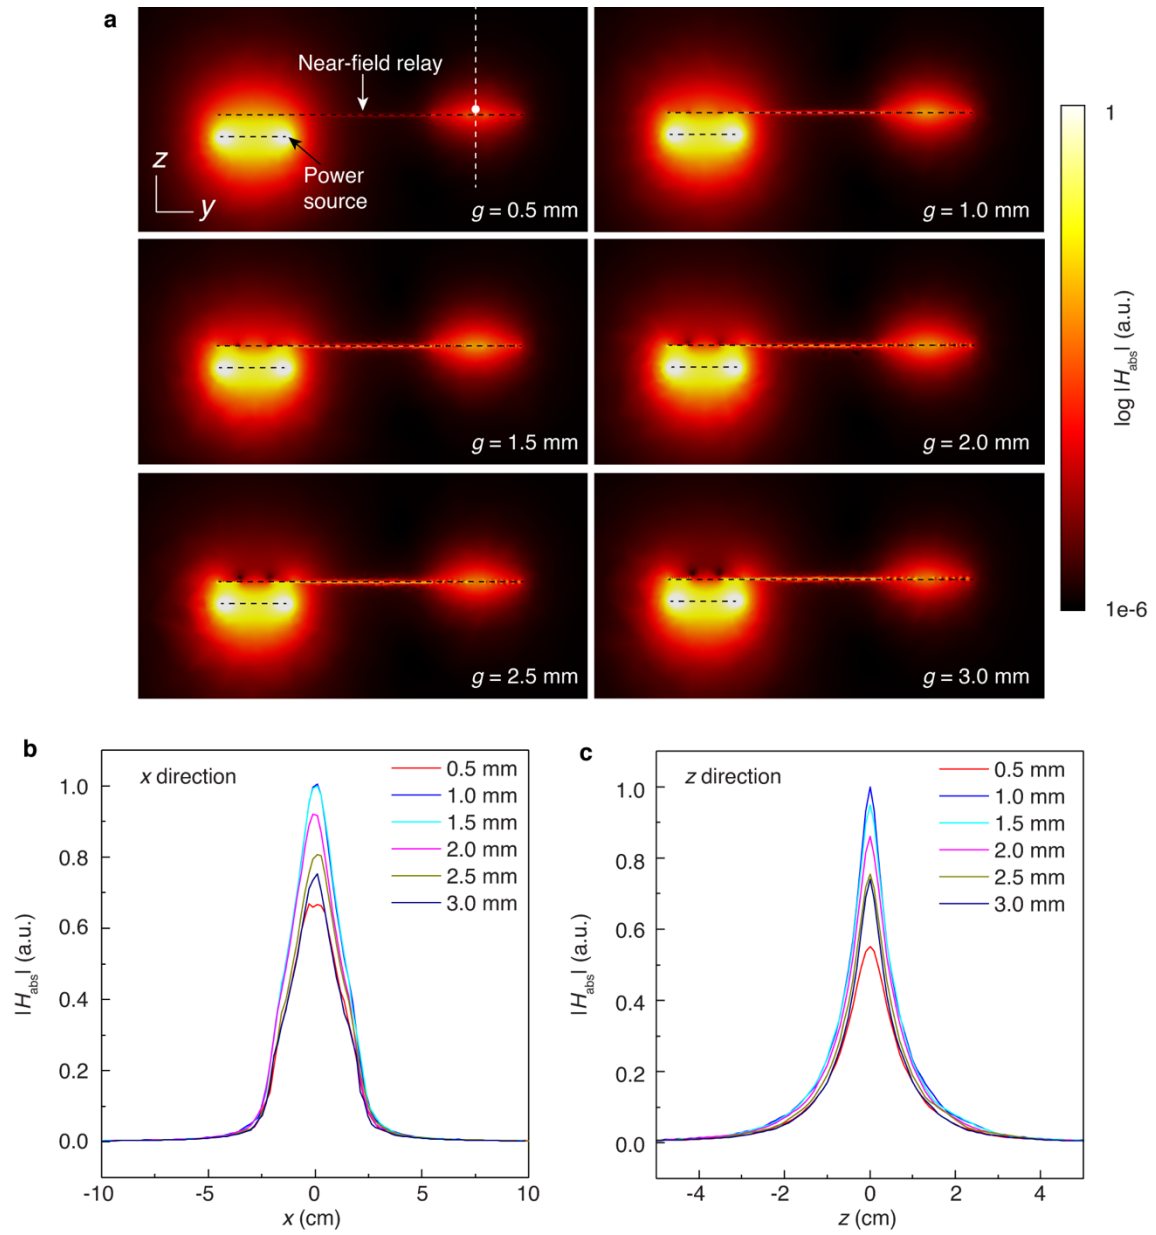 a
Near-field relay
z
y
Power
source
g = 0.5 mm
g = 1.0 mm
g = 1.5 mm
g = 2.0 mm
g = 2.5 mm
g = 3.0 mm
1
log |Habs| (a.u.)
1e-6
b
x direction
0.5 mm
1.0 mm
1.5 mm
2.0 mm
2.5 mm
3.0 mm
1.0
0.8
0.6
0.4
0.2
0.0
|Habs| (a.u.)
-10
-5
0
5
10
x (cm)
c
z direction
0.5 mm
1.0 mm
1.5 mm
2.0 mm
2.5 mm
3.0 mm
1.0
0.8
0.6
0.4
0.2
0.0
|Habs| (a.u.)
-4
-2
0
2
4
z (cm)